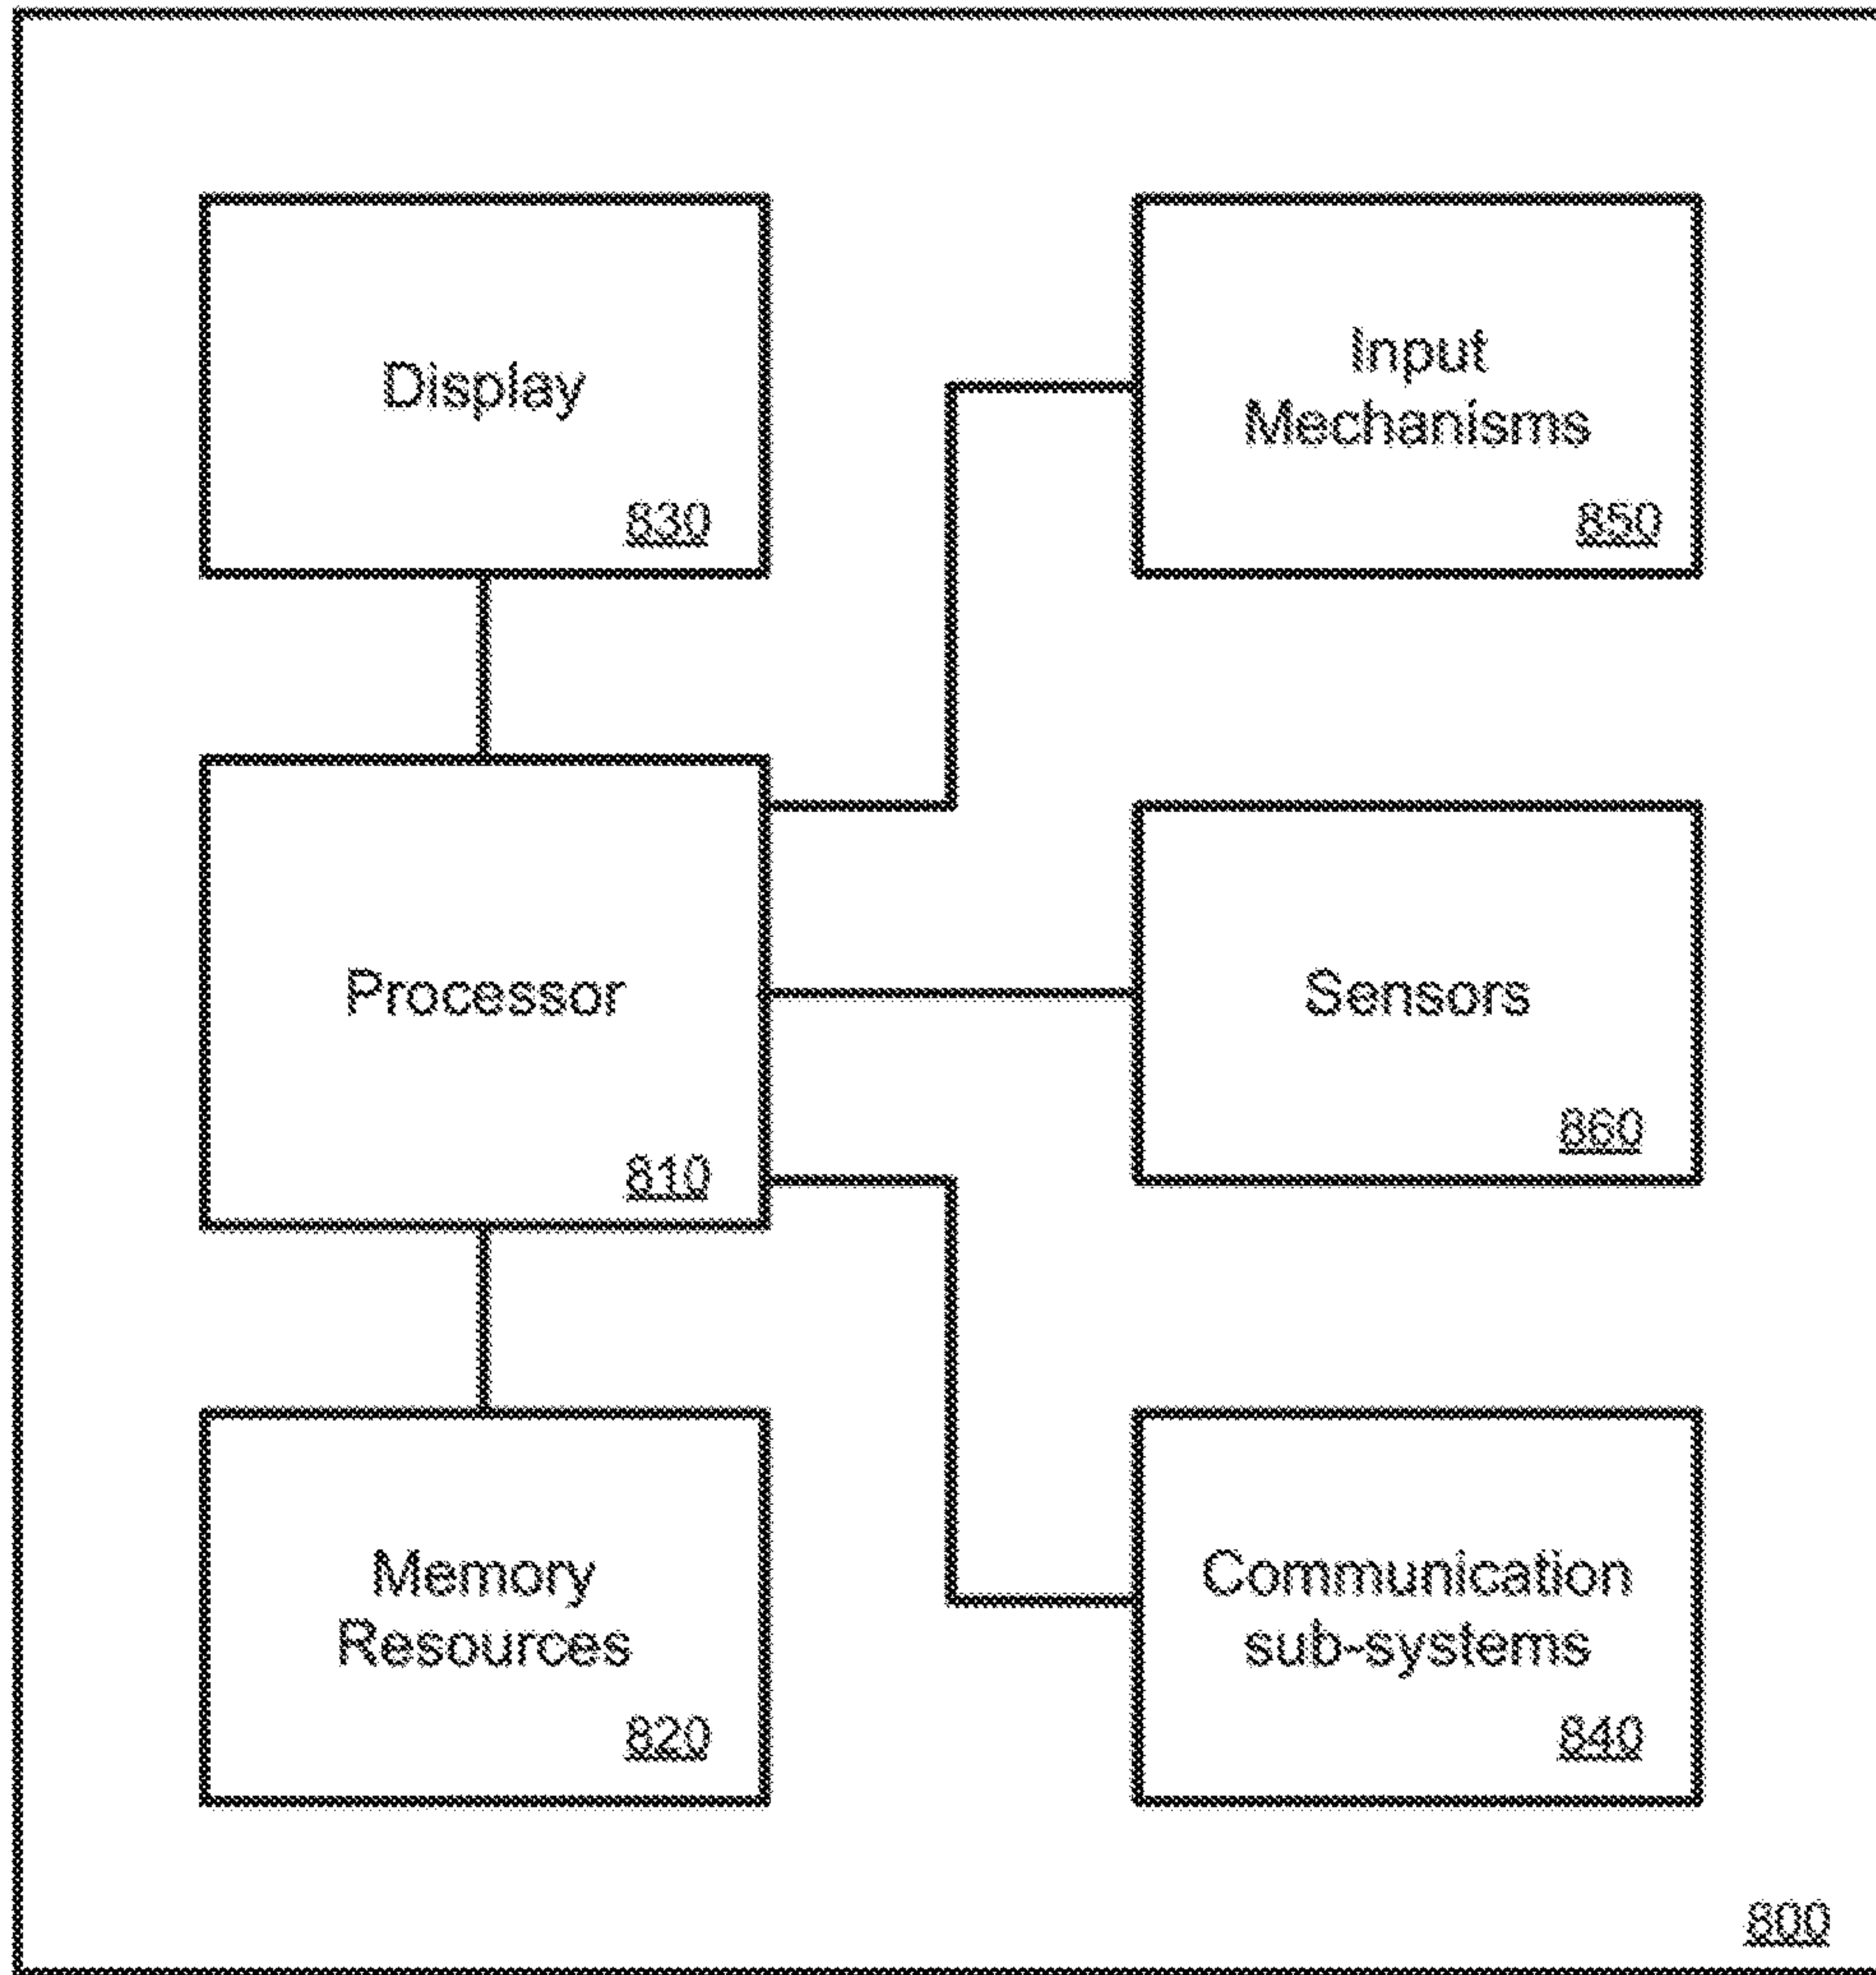 Display
830
Input
Mechanisms
850
Processor
810
Sensors
860
Memory
Resources
820
Communication
sub-systems
840
800